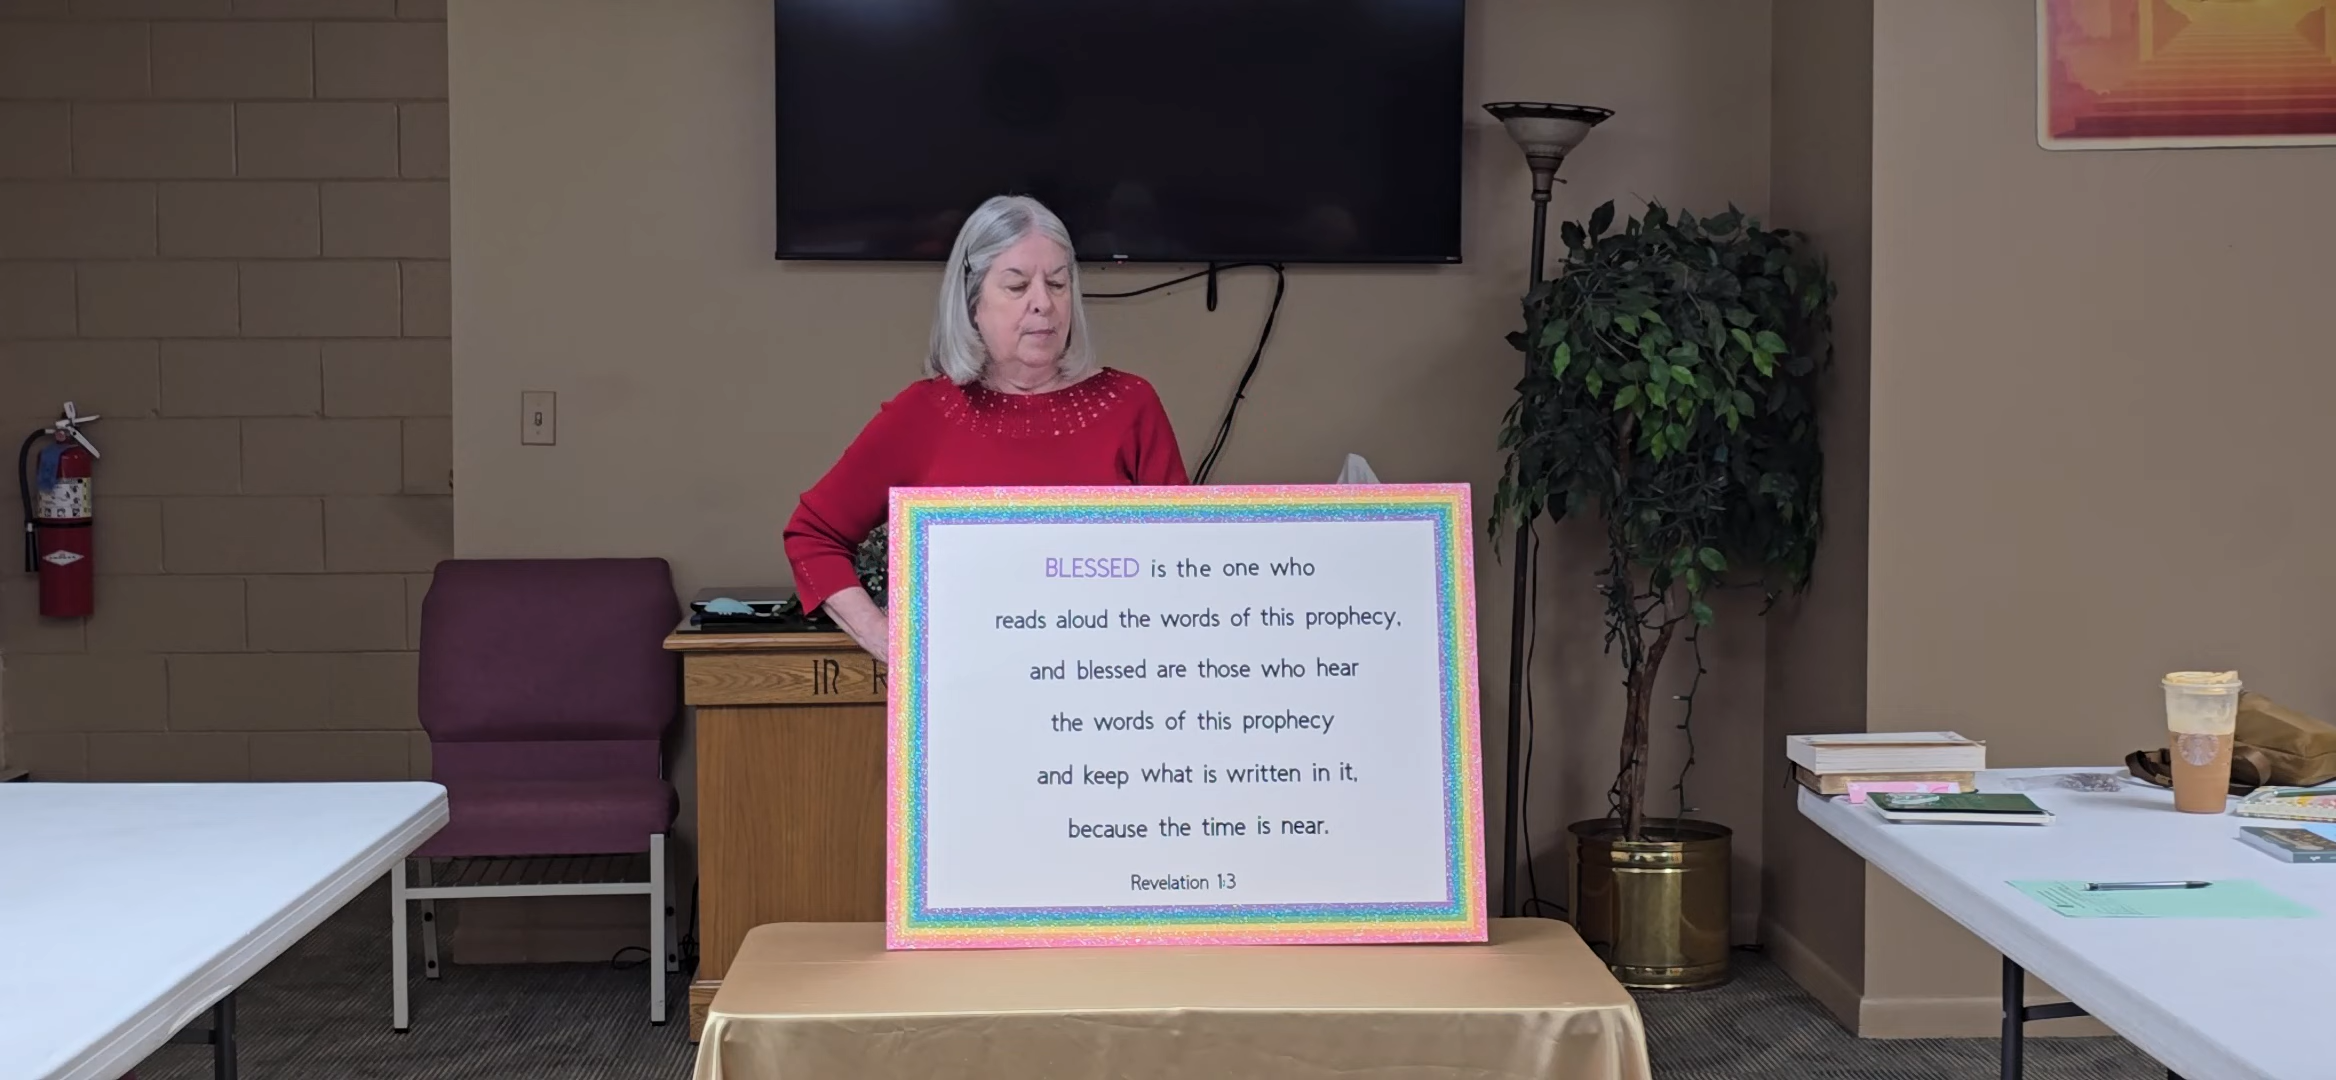 BLESSED is the one who
reads aloud the words of this prophecy,
and blessed are those who hear
the words of this prophecy
and keep what is written in it,
because the time is near.
Revelation 1:3
IN